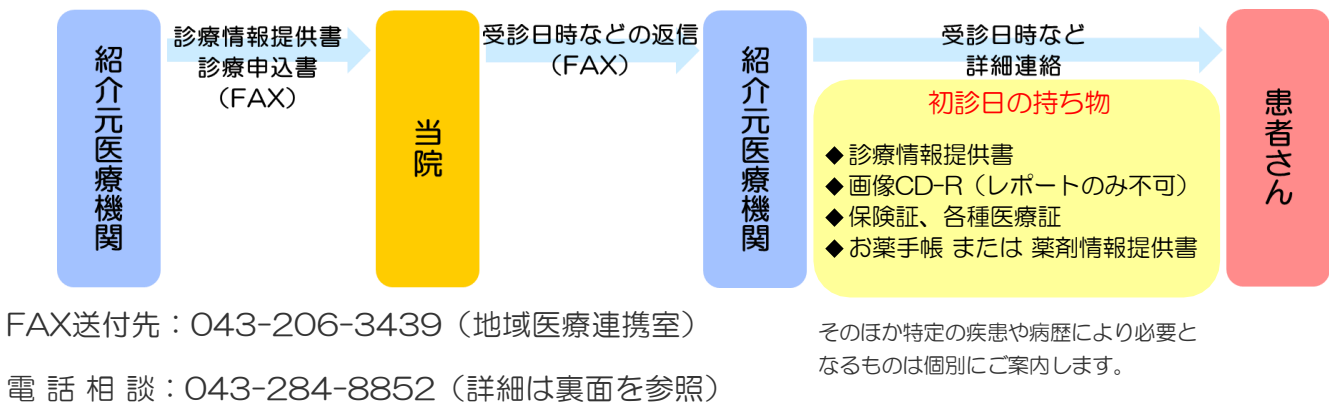 紹介元医療機関
診療情報提供書
診療申込書
（FAX）
当院
受診日時などの返信
（FAX）
紹介元医療機関
受診日時など
詳細連絡
初診日の持ち物
◆診療情報提供書
◆画像CD-R（レポートのみ不可）
◆保険証、各種医療証
◆お薬手帳 または 薬剤情報提供書
患者さん
FAX送付先：043-206-3439（地域医療連携室）
電 話 相 談：043-284-8852（詳細は裏面を参照）
そのほか特定の疾患や病歴により必要と
なるものは個別にご案内します。